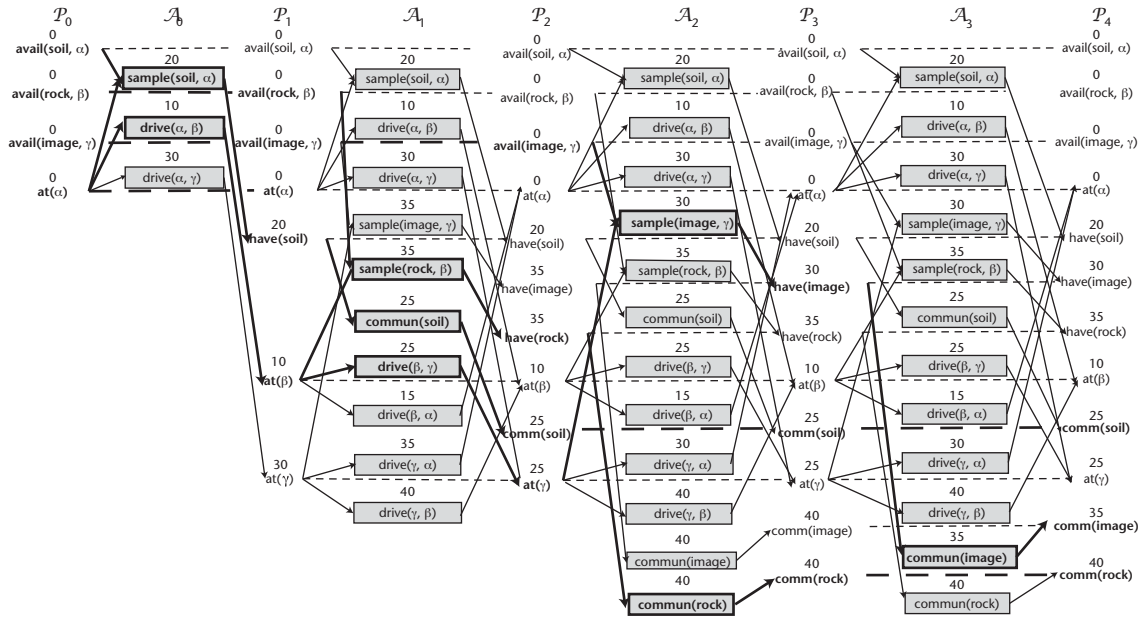 𝒫0 𝒜0 𝒫1 𝒜1 𝒫2 𝒜2 𝒫3 𝒜3 𝒫4
0
avail(soil, α)
0
avail(rock, β)
0
avail(image, γ)
0
at(α)
20
sample(soil, α)
10
drive(α, β)
30
drive(α, γ)
0
avail(soil, α)
0
avail(rock, β)
0
avail(image, γ)
0
at(α)
20
have(soil)
10
at(β)
30
at(γ)
20
sample(soil, α)
10
drive(α, β)
30
drive(α, γ)
35
sample(image, γ)
35
sample(rock, β)
25
commun(soil)
25
drive(β, γ)
15
drive(β, α)
35
drive(γ, α)
40
drive(γ, β)
0
avail(soil, α)
0
avail(rock, β)
0
avail(image, γ)
0
at(α)
20
have(soil)
35
have(image)
35
have(rock)
10
at(β)
25
comm(soil)
25
at(γ)
20
sample(soil, α)
10
drive(α, β)
30
drive(α, γ)
30
sample(image, γ)
35
sample(rock, β)
25
commun(soil)
25
drive(β, γ)
15
drive(β, α)
30
drive(γ, α)
40
drive(γ, β)
40
commun(image)
40
commun(rock)
0
avail(soil, α)
0
avail(rock, β)
0
avail(image, γ)
0
at(α)
20
have(soil)
30
have(image)
35
have(rock)
10
at(β)
25
comm(soil)
25
at(γ)
40
comm(image)
40
comm(rock)
20
sample(soil, α)
10
drive(α, β)
30
drive(α, γ)
30
sample(image, γ)
35
sample(rock, β)
25
commun(soil)
25
drive(β, γ)
15
drive(β, α)
30
drive(γ, α)
40
drive(γ, β)
35
commun(image)
40
commun(rock)
0
avail(soil, α)
0
avail(rock, β)
0
avail(image, γ)
0
at(α)
20
have(soil)
30
have(image)
35
have(rock)
10
at(β)
25
comm(soil)
25
at(γ)
35
comm(image)
40
comm(rock)